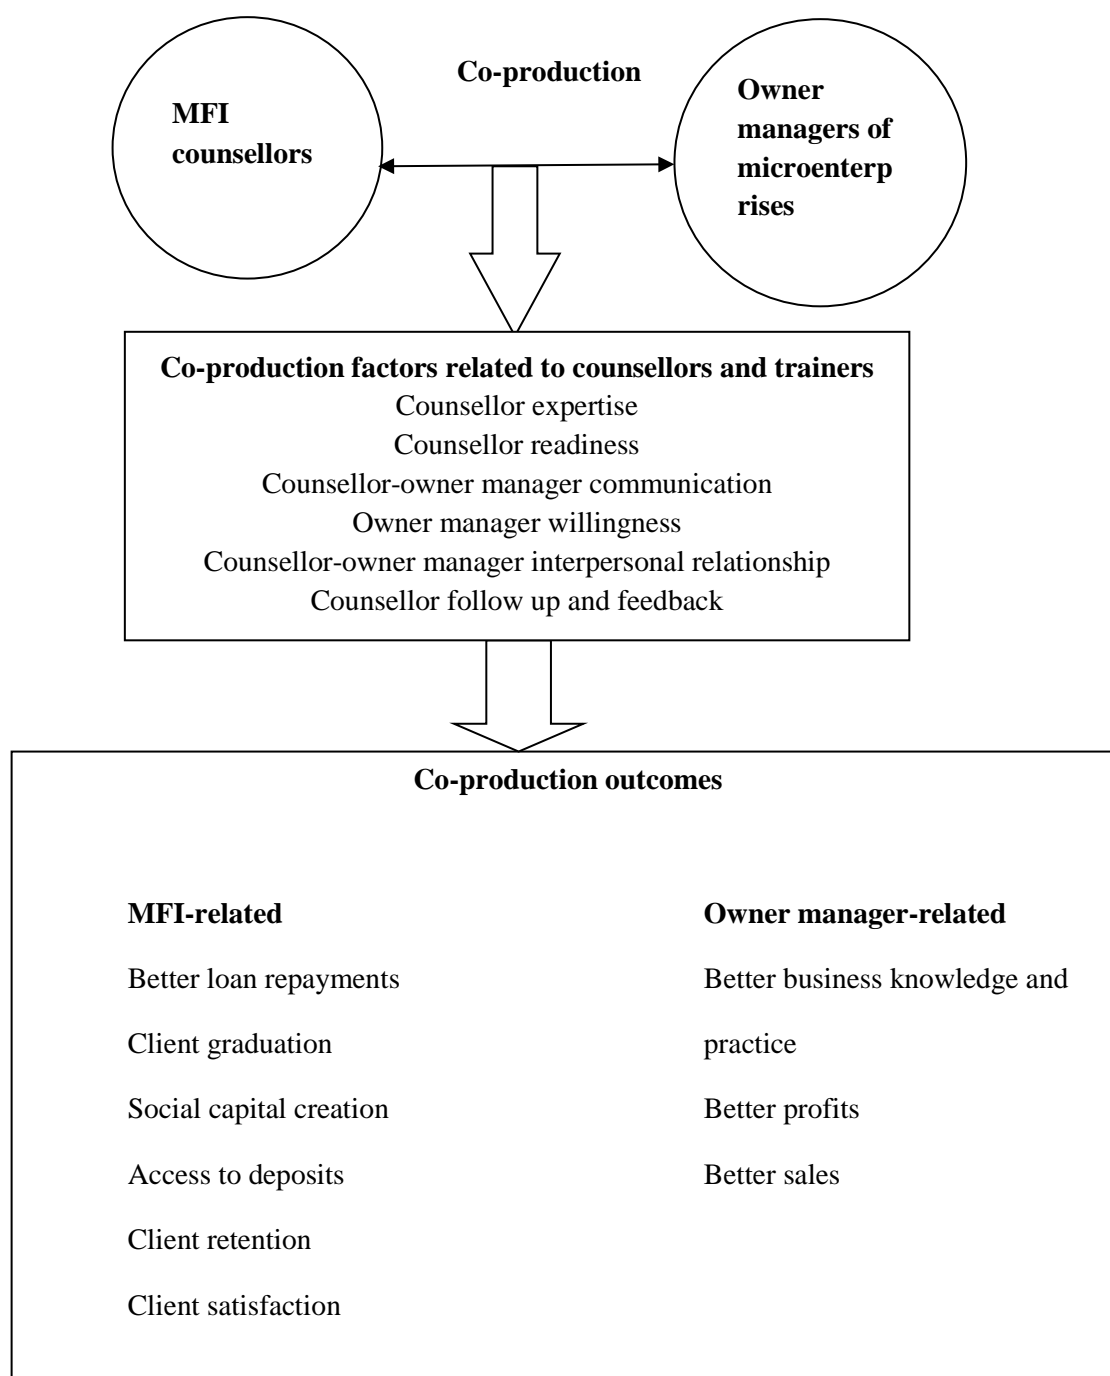 Co-production
MFI
counsellors
Owner
managers of
microenterp
rises
Co-production factors related to counsellors and trainers
Counsellor expertise
Counsellor readiness
Counsellor-owner manager communication
Owner manager willingness
Counsellor-owner manager interpersonal relationship
Counsellor follow up and feedback
Co-production outcomes
MFI-related
Better loan repayments
Client graduation
Social capital creation
Access to deposits
Client retention
Client satisfaction
Owner manager-related
Better business knowledge and
practice
Better profits
Better sales